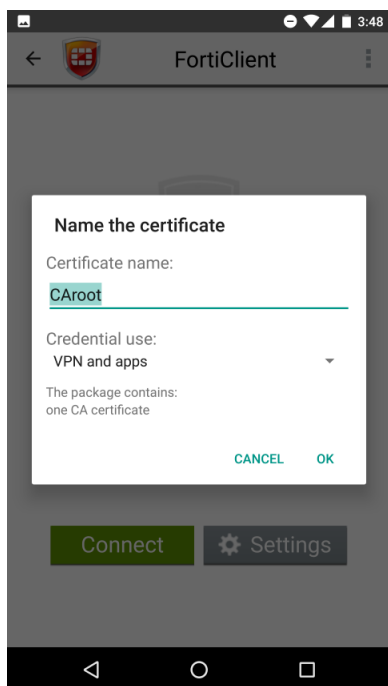 3:48
FortiClient
Name the certificate
Certificate name:
CAroot
Credential use:
VPN and apps
The package contains:
one CA certificate
CANCEL OK
Connect Settings